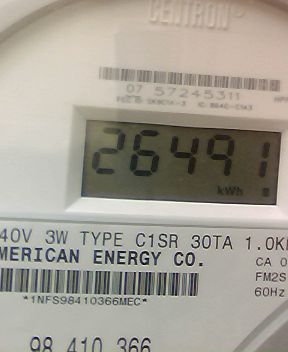 CENTRON®
07 57245311
26491
kWh
40V 3W TYPE C1SR 30TA 1.0K
MERICAN ENERGY CO.
CA 0
FM2S
60Hz
*1NFS98410366MEC*
98 410 366